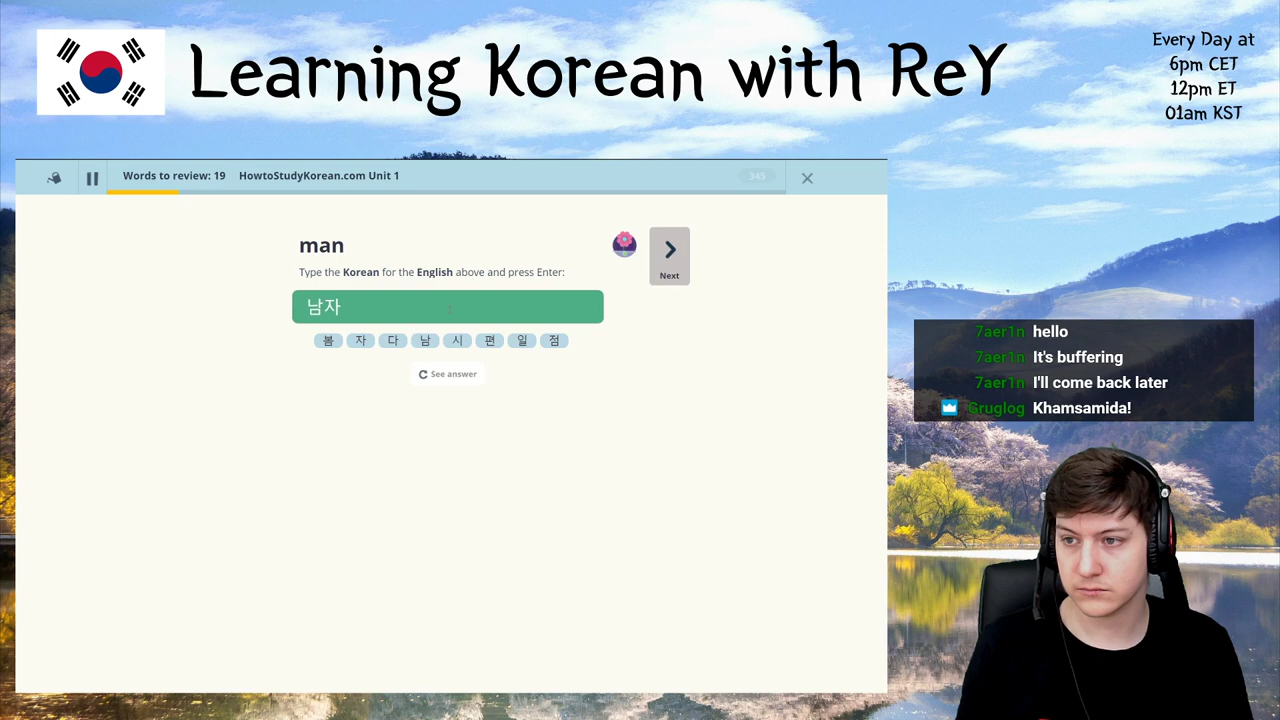 Learning Korean with ReY
Every Day at
6pm CET
12pm ET
01am KST
Words to review: 19 HowtoStudyKorean.com Unit 1 345
man
Next
Type the Korean for the English above and press Enter:
남자
봄 자 다 남 시 편 일 점
See answer
7aer1n hello
7aer1n It's buffering
7aer1n I'll come back later
Gruglog Khamsamida!